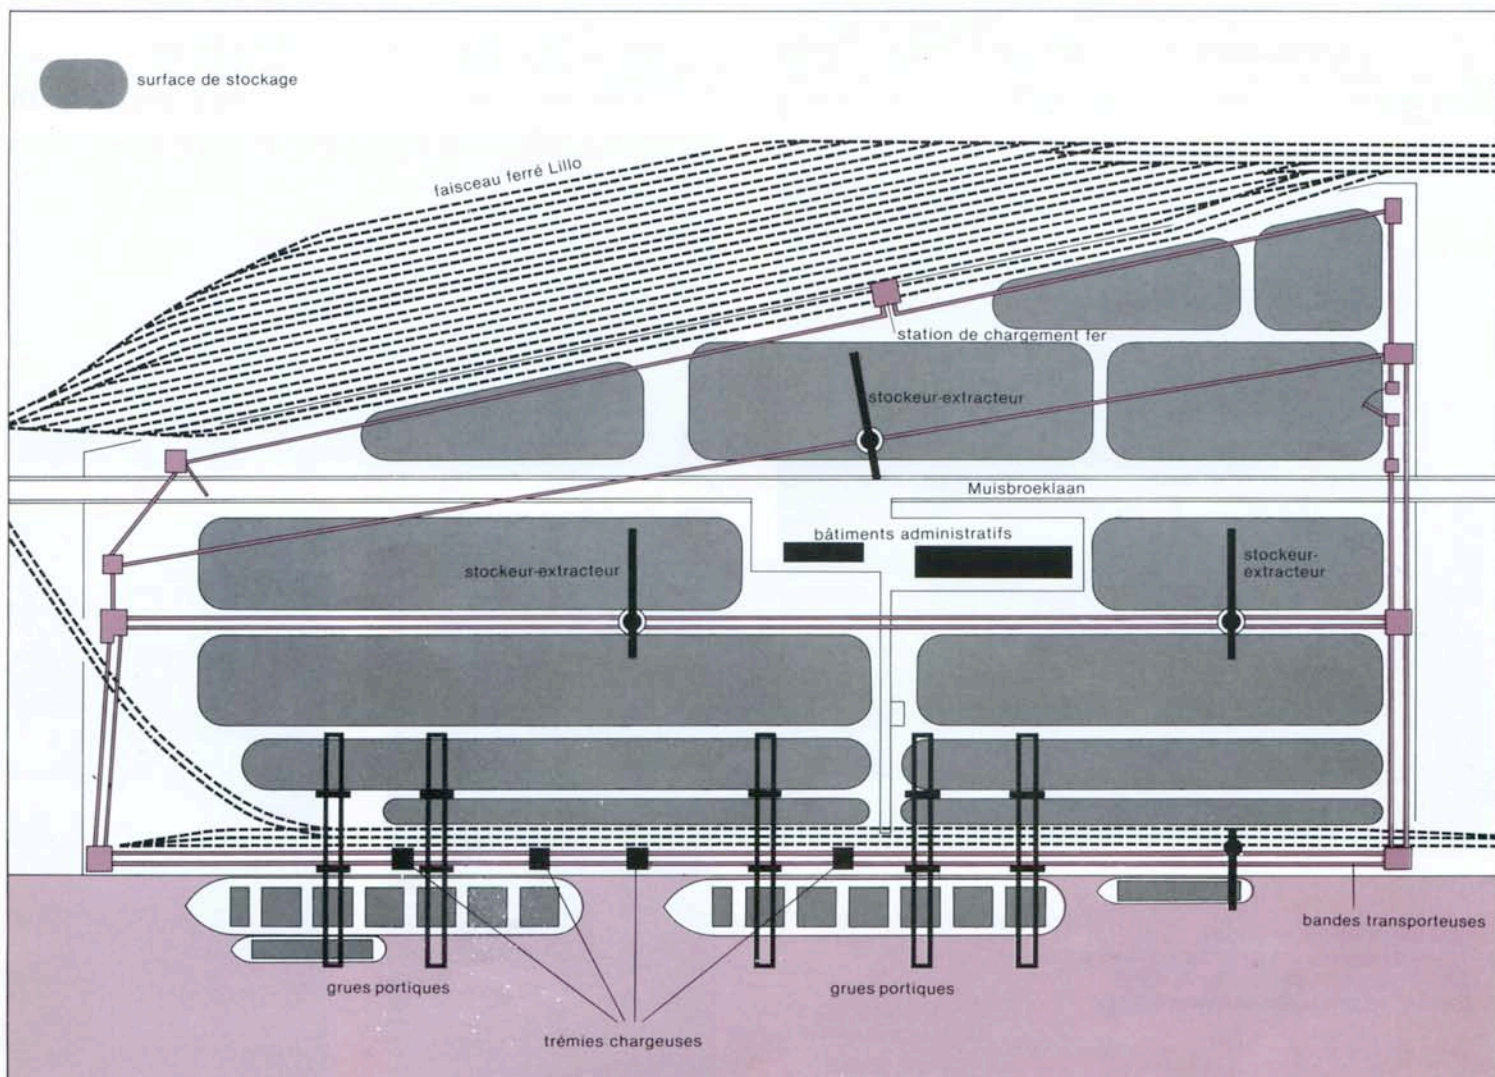 surface de stockage
faisceau ferré Lillo
station de chargement fer
stockeur-extracteur
Muisbroeklaan
bâtiments administratifs
stockeur-extracteur
stockeur-
extracteur
bandes transporteuses
grues portiques
grues portiques
trémies chargeuses